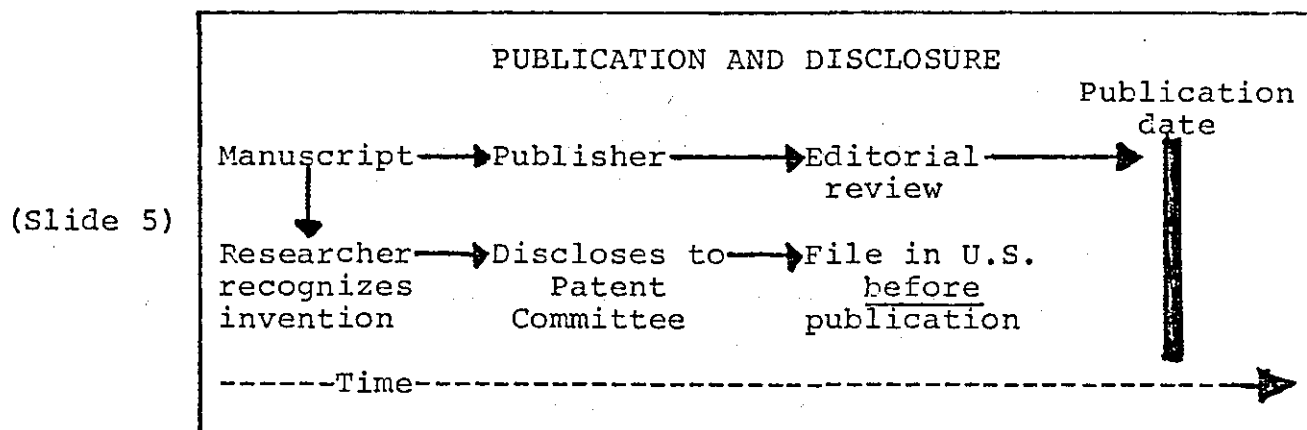 PUBLICATION AND DISCLOSURE
Publication
date
Manuscript Publisher Editorial
review
(Slide 5)
Researcher Discloses to File in U.S.
recognizes Patent before
invention Committee publication
Time